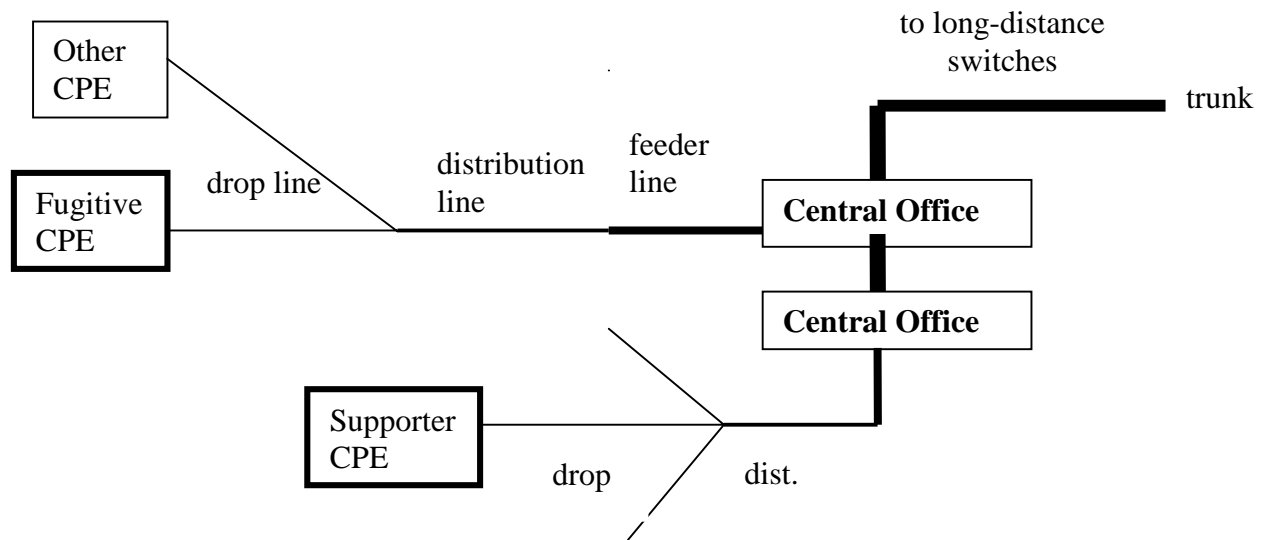 Other
CPE
to long-distance
switches
trunk
feeder
line
distribution
line
drop line
Fugitive
CPE
Central Office
Central Office
Supporter
CPE
drop
dist.